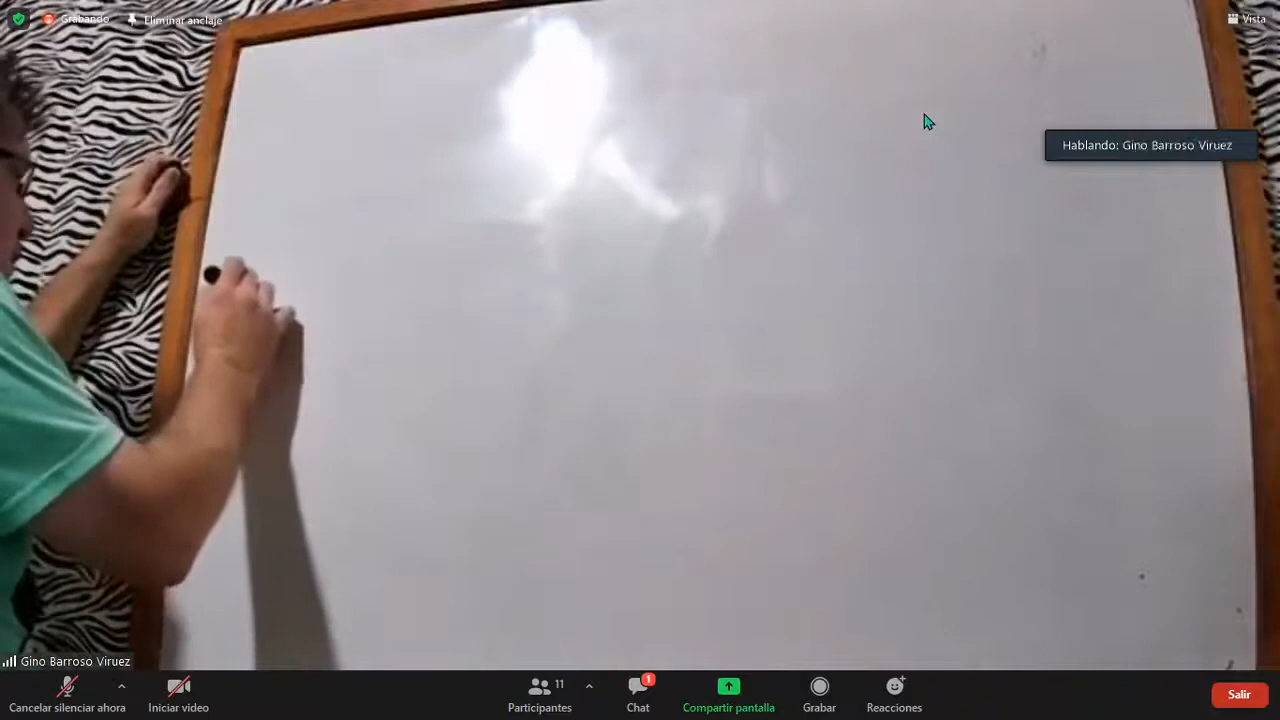 Grabando
Eliminar anclaje
Vista
Hablando: Gino Barroso Viruez
Gino Barroso Viruez
Cancelar silenciar ahora
Iniciar video
Participantes
11
Chat
1
Compartir pantalla
Grabar
Reacciones
Salir